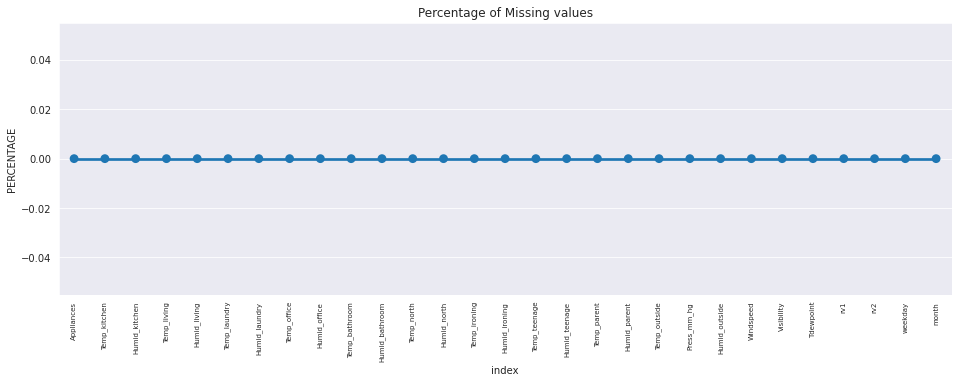 Percentage of Missing values
0.04
0.02
0.00
−0.02
−0.04
PERCENTAGE
Appliances
Temp_kitchen
Humid_kitchen
Temp_living
Humid_living
Temp_laundry
Humid_laundry
Temp_office
Humid_office
Temp_bathroom
Humid_bathroom
Temp_north
Humid_north
Temp_ironing
Humid_ironing
Temp_teenage
Humid_teenage
Temp_parent
Humid_parent
Temp_outside
Press_mm_hg
Humid_outside
Windspeed
Visibility
Tdewpoint
rv1
rv2
weekday
month
index